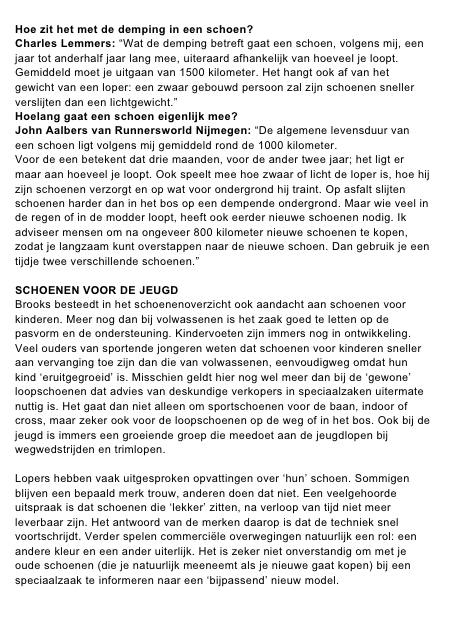 Hoe zit het met de demping in een schoen?
Charles Lemmers: “Wat de demping betreft gaat een schoen, volgens mij, een
jaar tot anderhalf jaar lang mee, uiteraard afhankelijk van hoeveel je loopt.
Gemiddeld moet je uitgaan van 1500 kilometer. Het hangt ook af van het
gewicht van een loper: een zwaar gebouwd persoon zal zijn schoenen sneller
verslijten dan een lichtgewicht.”
Hoelang gaat een schoen eigenlijk mee?
John Aalbers van Runnersworld Nijmegen: “De algemene levensduur van
een schoen ligt volgens mij gemiddeld rond de 1000 kilometer.
Voor de een betekent dat drie maanden, voor de ander twee jaar; het ligt er
maar aan hoeveel je loopt. Ook speelt mee hoe zwaar of licht de loper is, hoe hij
zijn schoenen verzorgt en op wat voor ondergrond hij traint. Op asfalt slijten
schoenen harder dan in het bos op een dempende ondergrond. Maar wie veel in
de regen of in de modder loopt, heeft ook eerder nieuwe schoenen nodig. Ik
adviseer mensen om na ongeveer 800 kilometer nieuwe schoenen te kopen,
zodat je langzaam kunt overstappen naar de nieuwe schoen. Dan gebruik je een
tijdje twee verschillende schoenen.”
SCHOENEN VOOR DE JEUGD
Brooks besteedt in het schoenenoverzicht ook aandacht aan schoenen voor
kinderen. Meer nog dan bij volwassenen is het zaak goed te letten op de
pasvorm en de ondersteuning. Kindervoeten zijn immers nog in ontwikkeling.
Veel ouders van sportende jongeren weten dat schoenen voor kinderen sneller
aan vervanging toe zijn dan die van volwassenen, eenvoudigweg omdat hun
kind ‘eruitgegroeid’ is. Misschien geldt hier nog wel meer dan bij de ‘gewone’
loopschoenen dat advies van deskundige verkopers in speciaalzaken uitermate
nuttig is. Het gaat dan niet alleen om sportschoenen voor de baan, indoor of
cross, maar zeker ook voor de loopschoenen op de weg of in het bos. Ook bij de
jeugd is immers een groeiende groep die meedoet aan de jeugdlopen bij
wegwedstrijden en trimlopen.
Lopers hebben vaak uitgesproken opvattingen over ‘hun’ schoen. Sommigen
blijven een bepaald merk trouw, anderen doen dat niet. Een veelgehoorde
uitspraak is dat schoenen die ‘lekker’ zitten, na verloop van tijd niet meer
leverbaar zijn. Het antwoord van de merken daarop is dat de techniek snel
voortschrijdt. Verder spelen commerciële overwegingen natuurlijk een rol: een
andere kleur en een ander uiterlijk. Het is zeker niet onverstandig om met je
oude schoenen (die je natuurlijk meeneemt als je nieuwe gaat kopen) bij een
speciaalzaak te informeren naar een ‘bijpassend’ nieuw model.